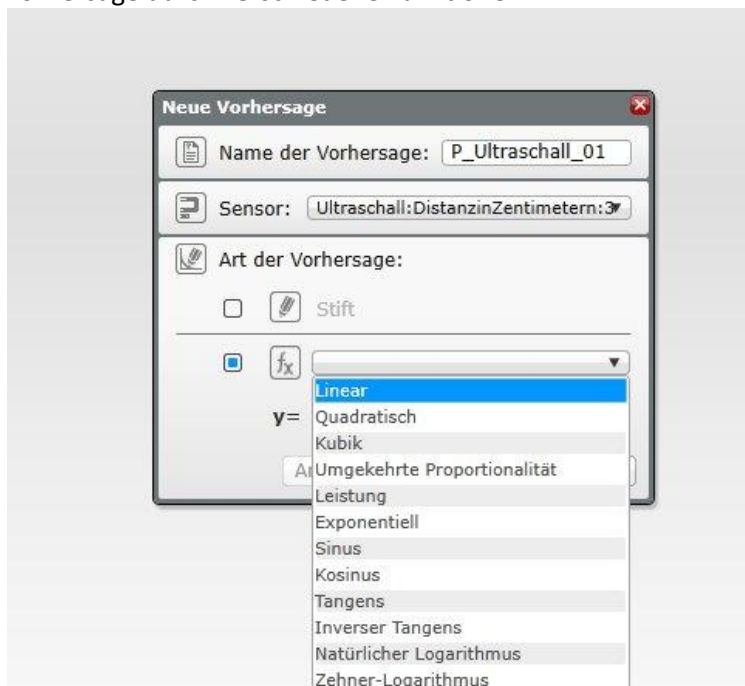 Neue Vorhersage
Name der Vorhersage: P_Ultraschall_01
Sensor: Ultraschall:DistanzinZentimetern:3
Art der Vorhersage:
Stift
fx
Linear
y= Quadratisch
Kubik
Umgekehrte Proportionalität
Leistung
Exponentiell
Sinus
Kosinus
Tangens
Inverser Tangens
Natürlicher Logarithmus
Zehner-Logarithmus